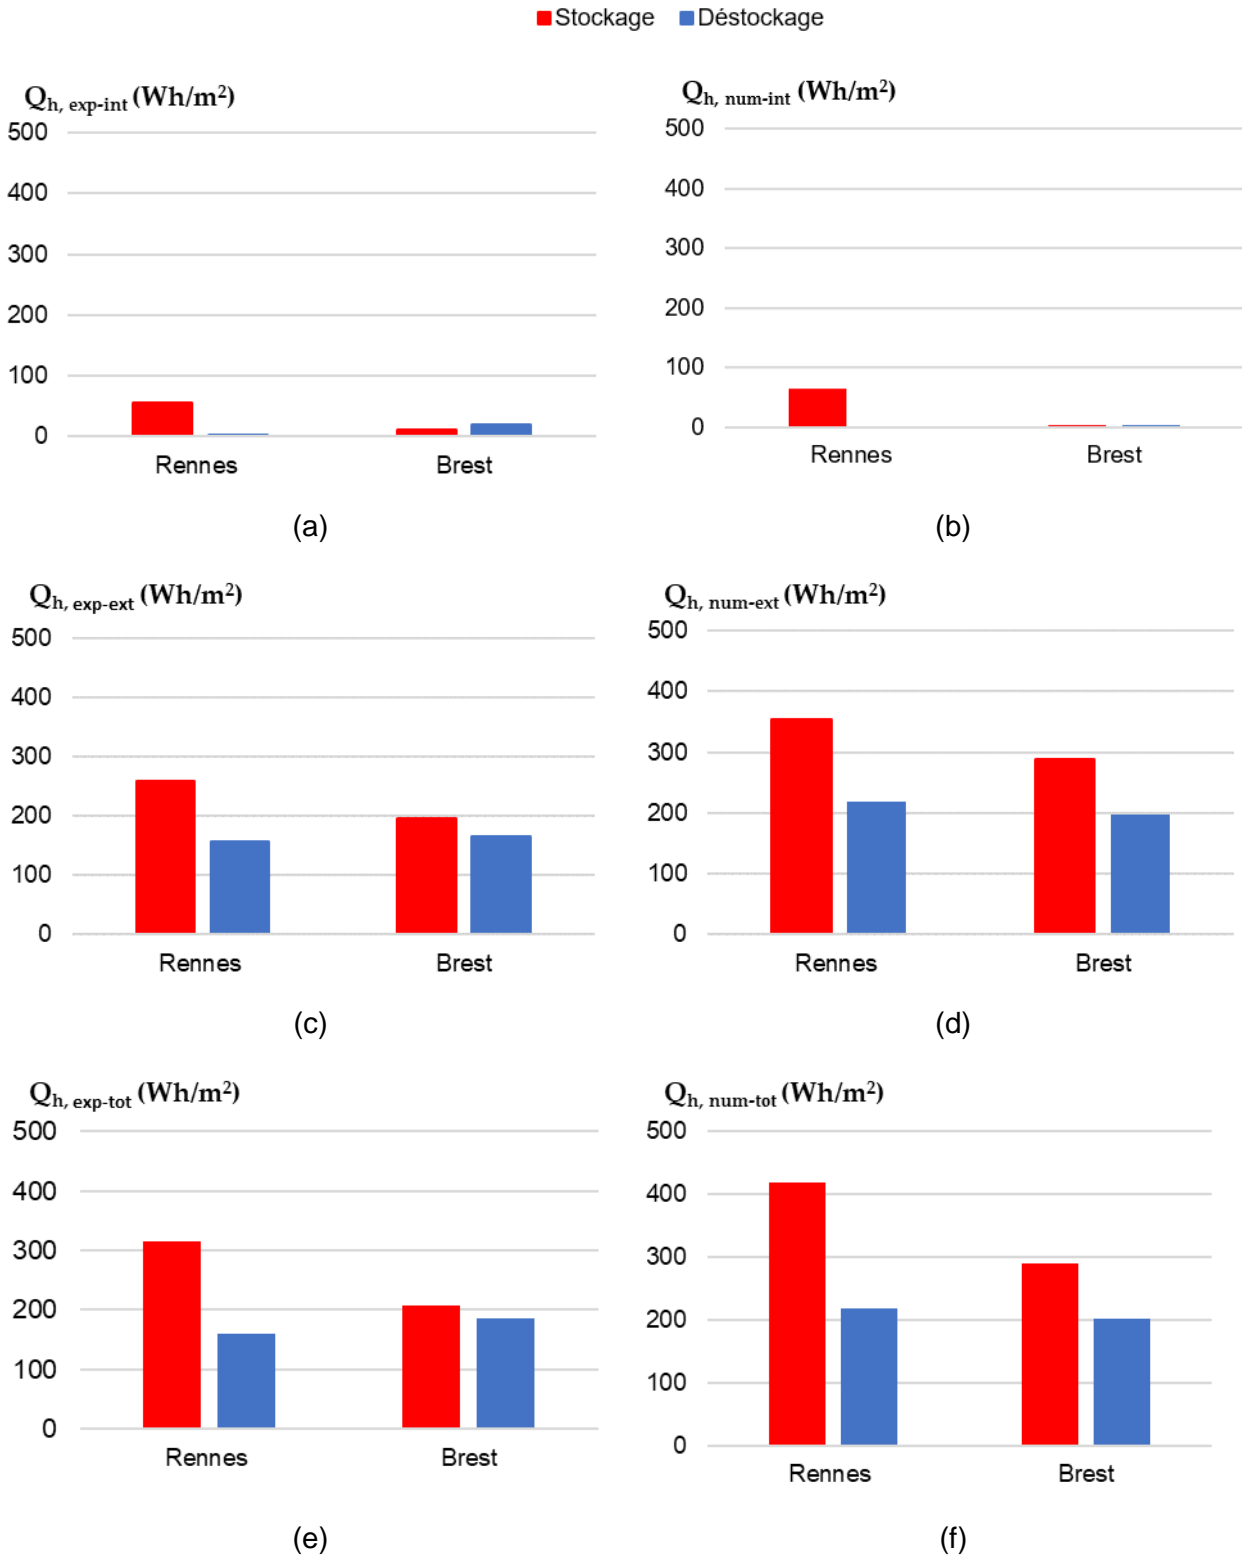 Stockage Déstockage
Qh, exp-int (Wh/m²)
500
400
300
200
100
0
Rennes Brest
(a)
Qh, num-int (Wh/m²)
500
400
300
200
100
0
Rennes Brest
(b)
Qh, exp-ext (Wh/m²)
500
400
300
200
100
0
Rennes Brest
(c)
Qh, num-ext (Wh/m²)
500
400
300
200
100
0
Rennes Brest
(d)
Qh, exp-tot (Wh/m²)
500
400
300
200
100
0
Rennes Brest
(e)
Qh, num-tot (Wh/m²)
500
400
300
200
100
0
Rennes Brest
(f)